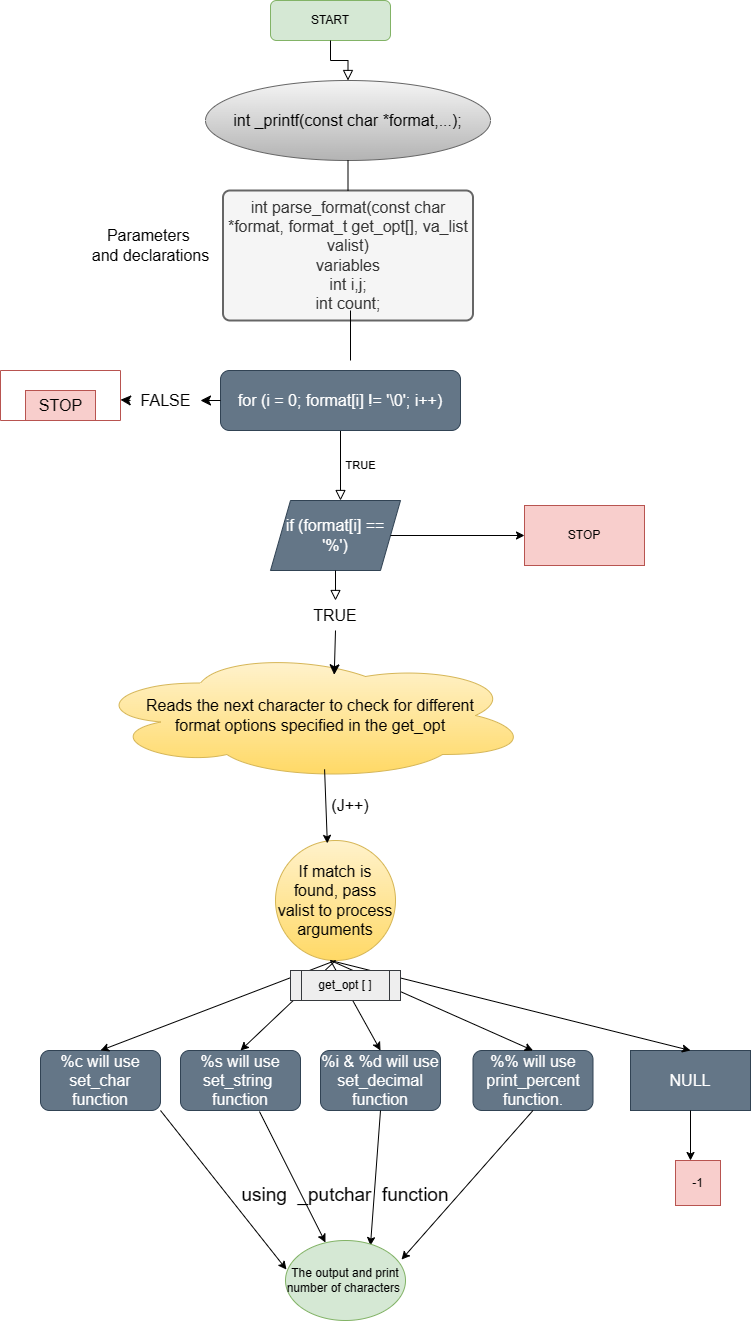 START
int _printf(const char *format,...);
Parameters
and declarations
int parse_format(const char
*format, format_t get_opt[], va_list
valist)
variables
int i,j;
int count;
STOP
FALSE
for (i = 0; format[i] != '\0'; i++)
TRUE
if (format[i] ==
'%')
STOP
TRUE
Reads the next character to check for different
format options specified in the get_opt
(J++)
If match is
found, pass
valist to process
arguments
get_opt [ ]
%c will use
set_char
function
%s will use
set_string
function
%i & %d will use
set_decimal
function
%% will use
print_percent
function.
NULL
-1
using _putchar function
The output and print
number of characters